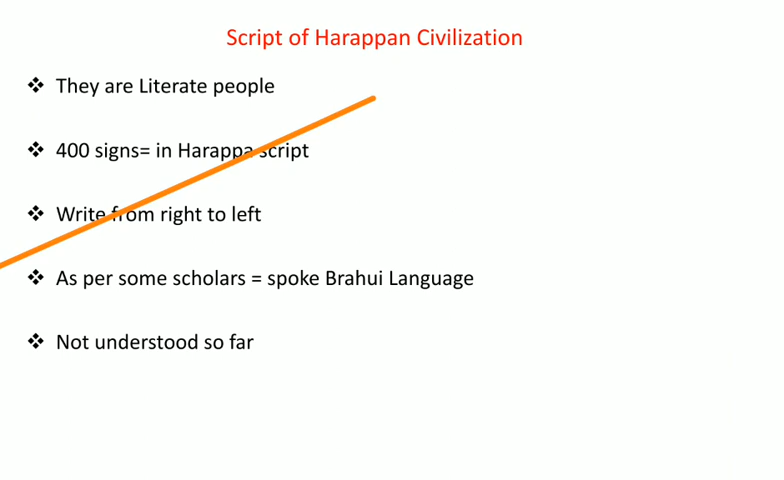 Script of Harappan Civilization
❖ They are Literate people
❖ 400 signs= in Harappa script
❖ Write from right to left
❖ As per some scholars = spoke Brahui Language
❖ Not understood so far